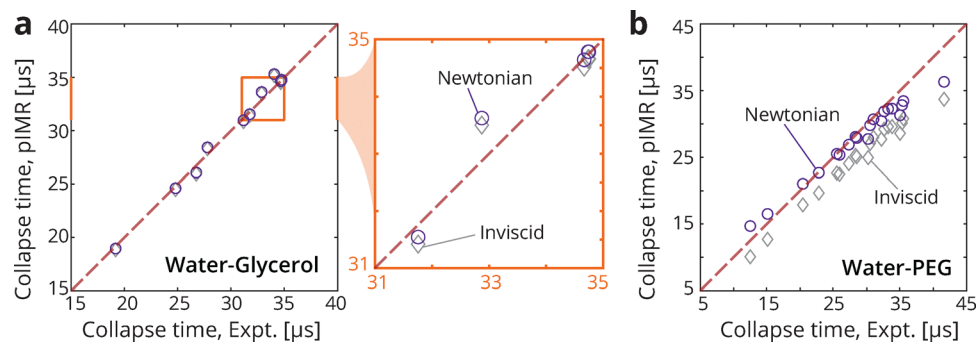 a
Collapse time, pIMR [µs]
40
35
30
25
20
15
15 20 25 30 35 40
Water-Glycerol
Collapse time, Expt. [µs]
35
31
31 33 35
Newtonian
Inviscid
b
Collapse time, pIMR [µs]
45
35
25
15
5
5 15 25 35 45
Newtonian
Inviscid
Water-PEG
Collapse time, Expt. [µs]